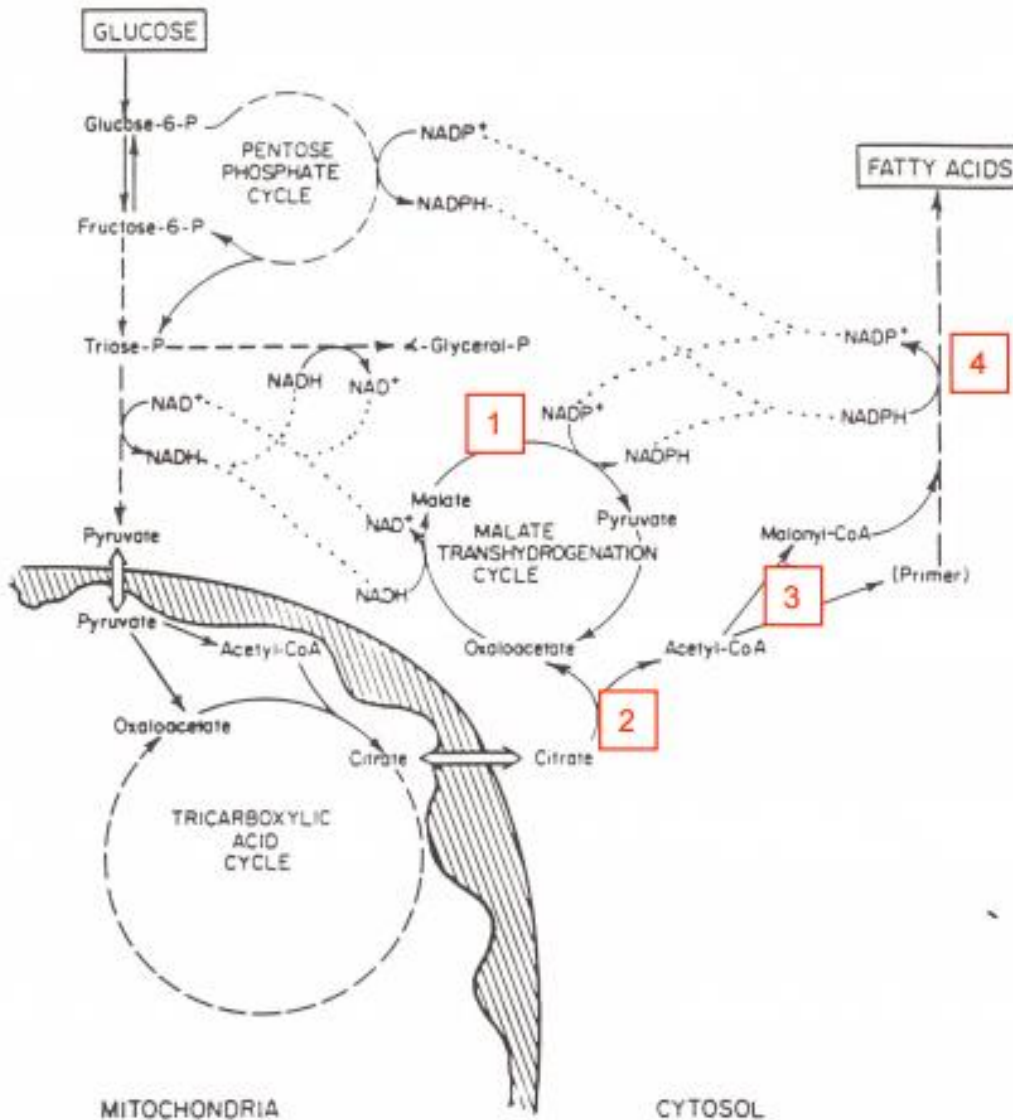 GLUCOSE
Glucose-6-P
PENTOSE
PHOSPHATE
CYCLE
NADP+
NADPH
FATTY ACIDS
Fructose-6-P
Triose-P
α-Glycerol-P
NADH
NAD+
NAD+
NADH
NADP+
4
NADPH
1
NADP+
NADPH
Malate
Pyruvate
NAD+
MALATE
TRANSHYDROGENATION
CYCLE
NADH
Malonyl-CoA
3
(Primer)
Pyruvate
Pyruvate
Acetyl-CoA
Oxaloacetate
Acetyl-CoA
2
Oxaloacetate
Citrate
Citrate
TRICARBOXYLIC
ACID
CYCLE
MITOCHONDRIA
CYTOSOL